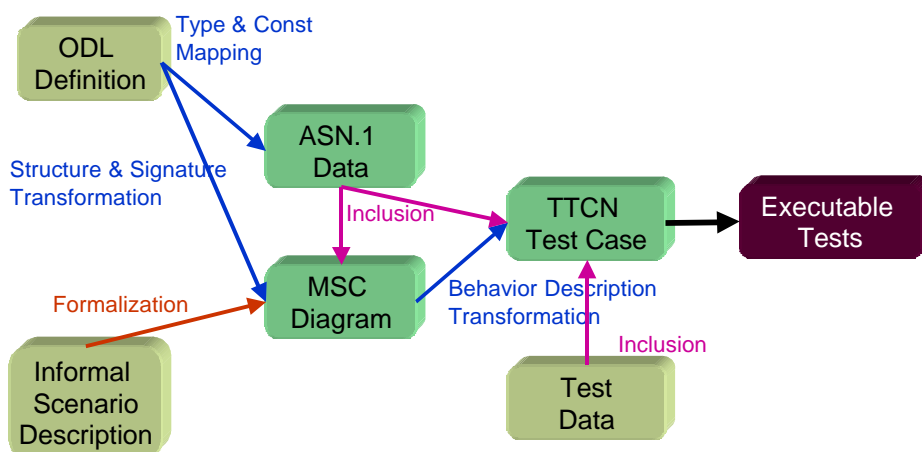 ODL
Definition
Type & Const
Mapping
ASN.1
Data
Structure & Signature
Transformation
Inclusion
TTCN
Test Case
Executable
Tests
MSC
Diagram
Behavior Description
Transformation
Formalization
Inclusion
Informal
Scenario
Description
Test
Data